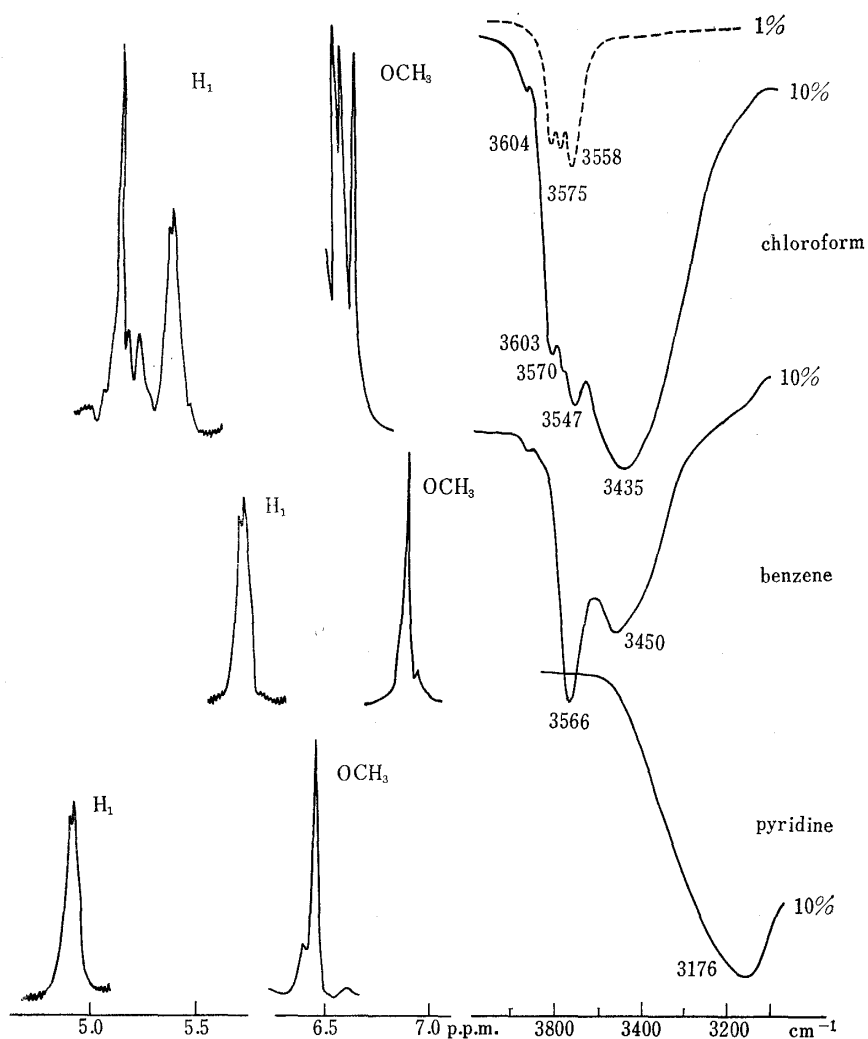 1%
H₁
OCH₃
10%
3604
3558
3575
chloroform
3603
3570
10%
3547
3435
H₁
OCH₃
benzene
3450
3566
OCH₃
H₁
pyridine
10%
3176
5.0 5.5 6.5 7.0 p.p.m. 3800 3400 3200 cm⁻¹